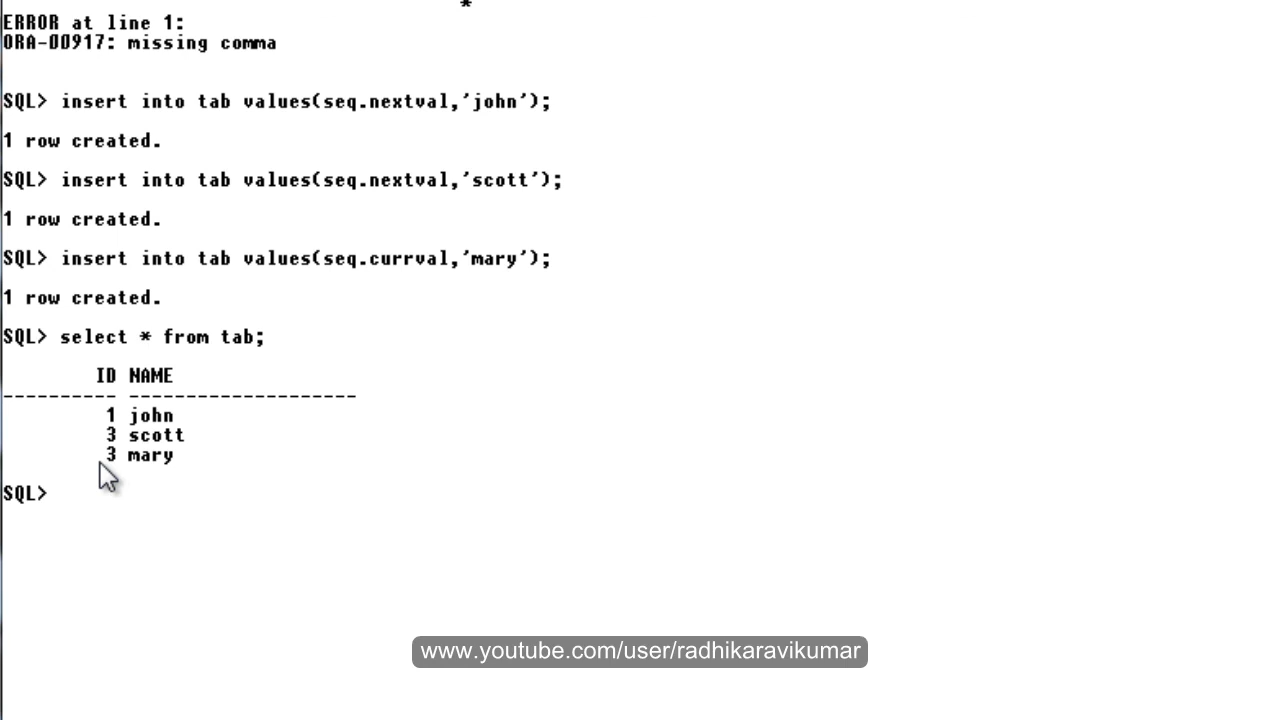 *
ERROR at line 1:
ORA-00917: missing comma
SQL> insert into tab values(seq.nextval,'john');
1 row created.
SQL> insert into tab values(seq.nextval,'scott');
1 row created.
SQL> insert into tab values(seq.currval,'mary');
1 row created.
SQL> select * from tab;
ID NAME
---------- --------------------
1 john
3 scott
3 mary
SQL>
www.youtube.com/user/radhikaravikumar